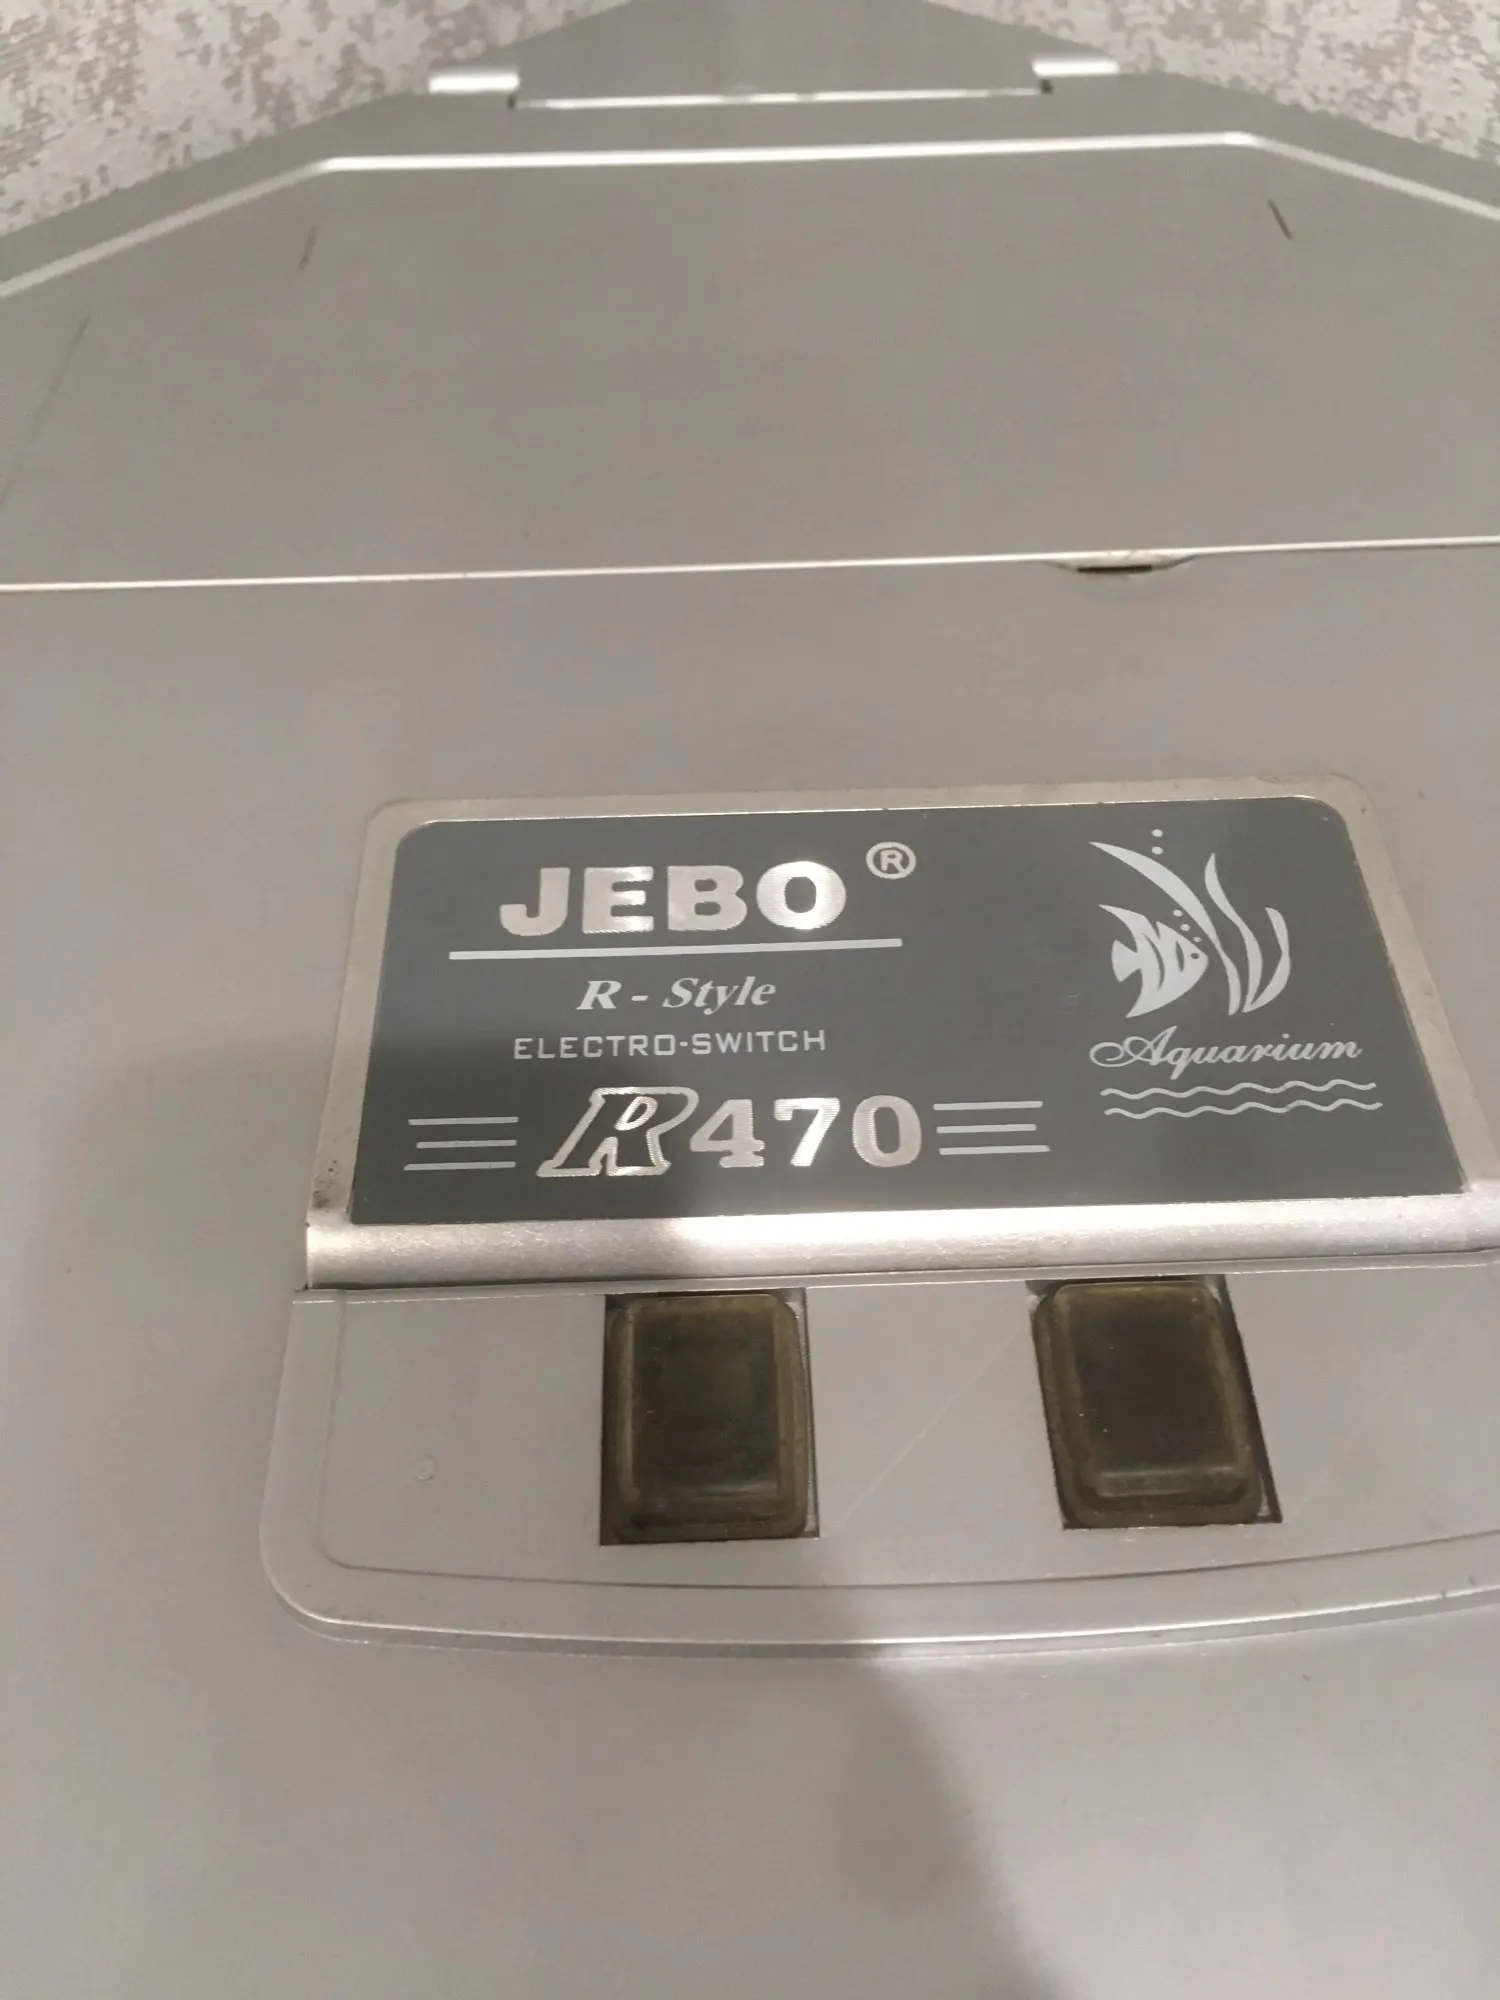 JEBO®
R - Style
ELECTRO-SWITCH
R470
Aquarium